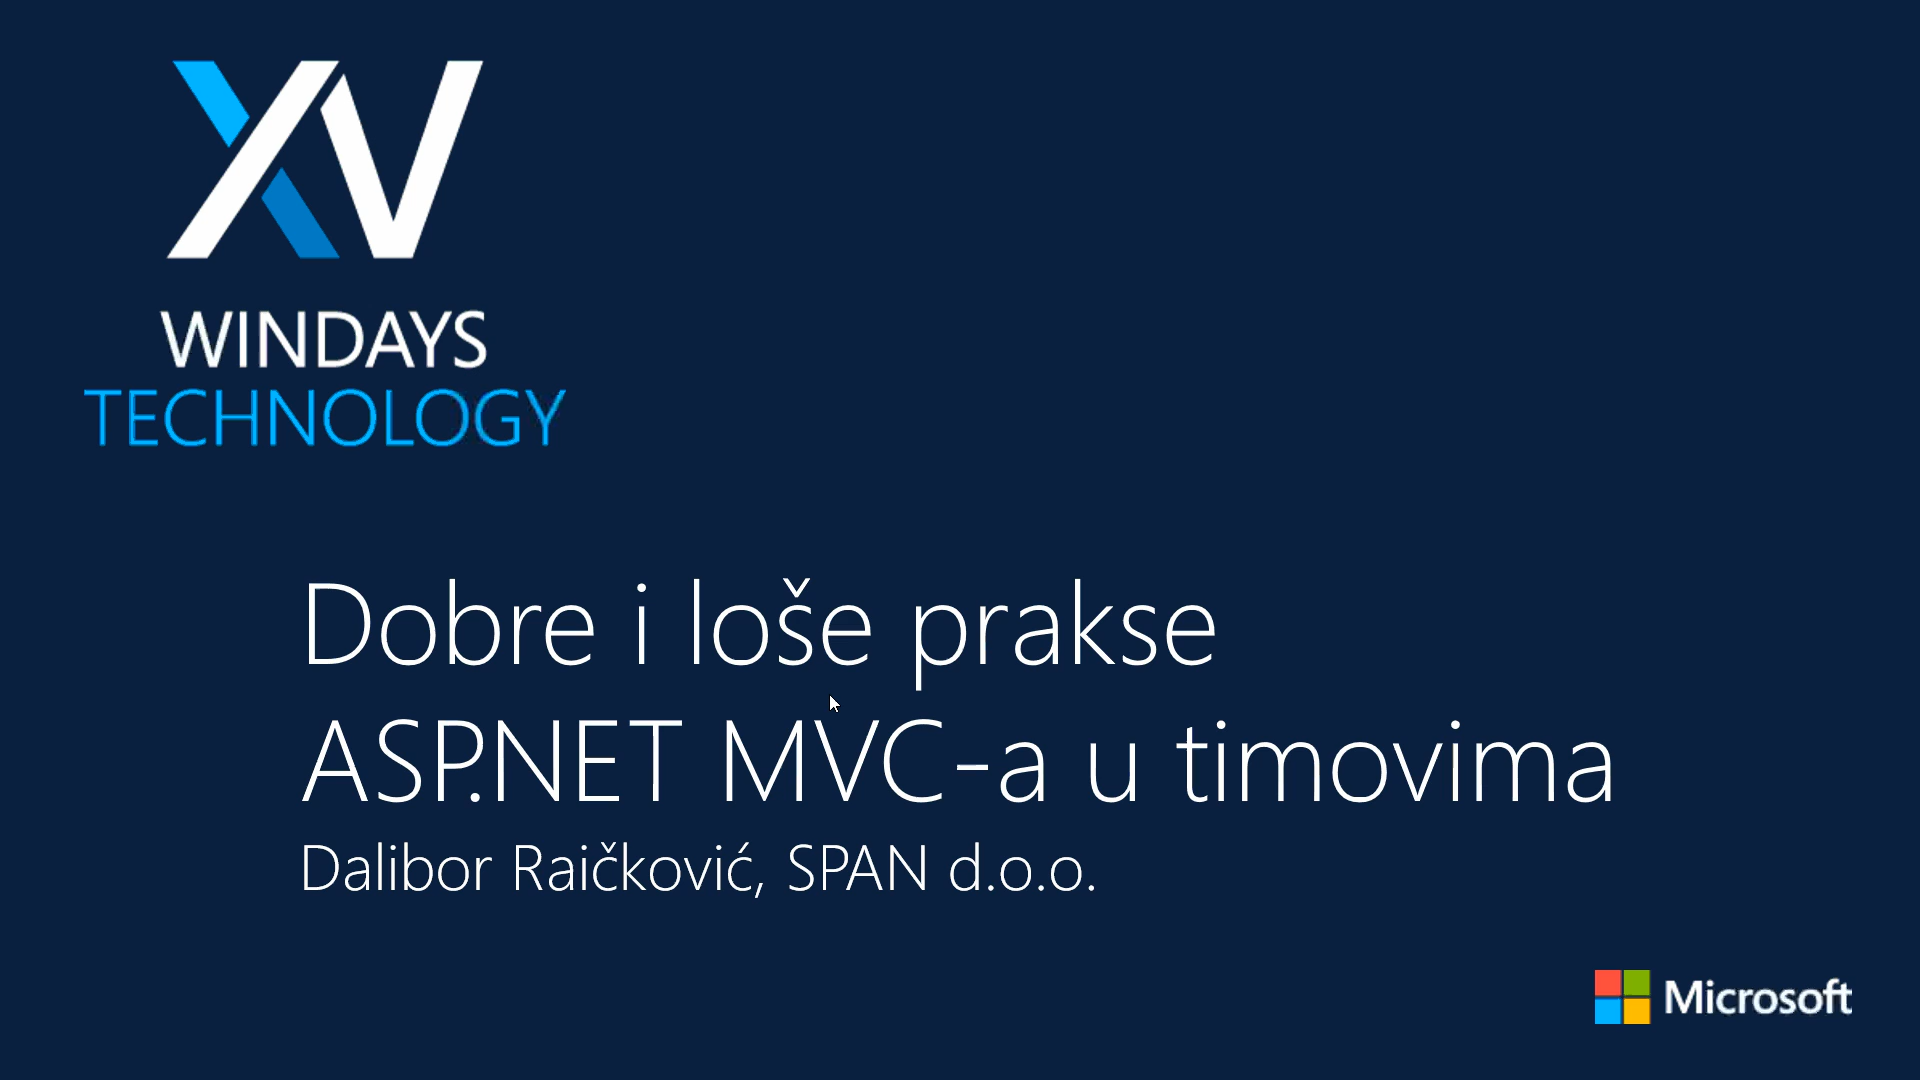 XV
WINDAYS
TECHNOLOGY
Dobre i loše prakse
ASP.NET MVC-a u timovima
Dalibor Raičković, SPAN d.o.o.
Microsoft